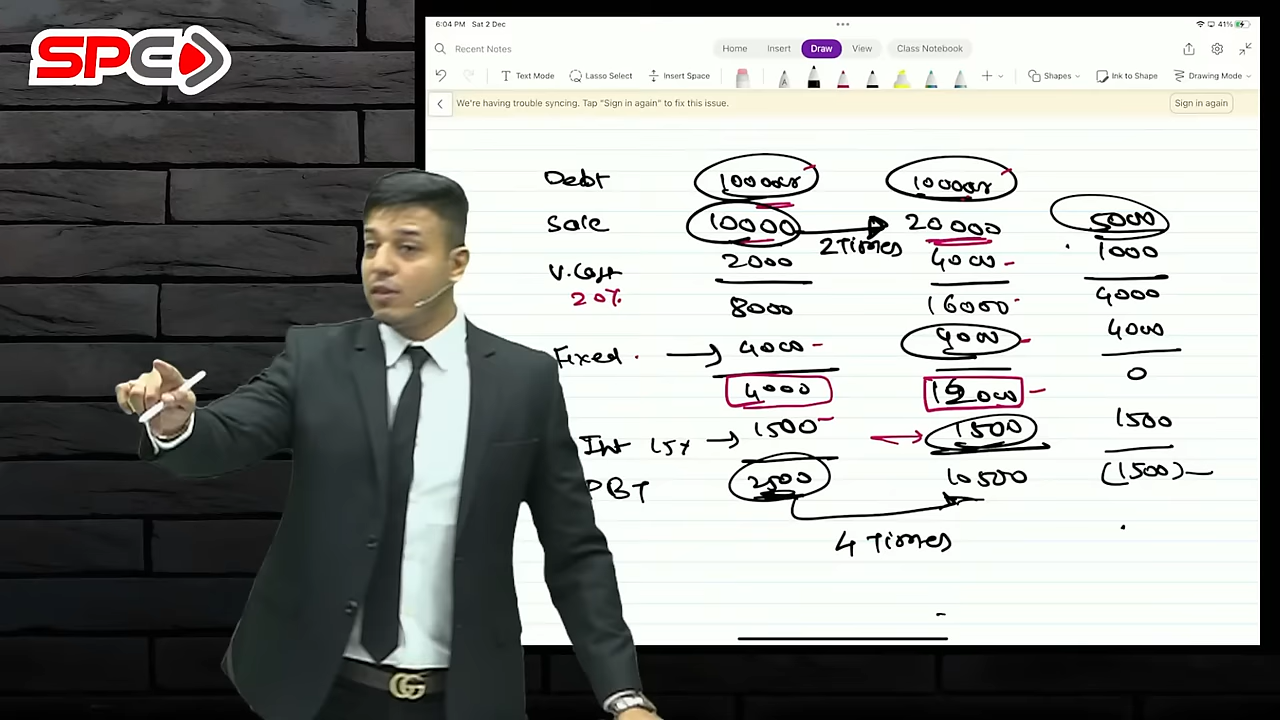 SPC
6:04 PM Sat 2 Dec
41%
Recent Notes
Home Insert Draw View Class Notebook
Text Mode Lasso Select Insert Space Shapes Ink to Shape Drawing Mode
We're having trouble syncing. Tap "Sign in again" to fix this issue. Sign in again
Debt 10000cr 10000cr
Sale 10000 20000 5000
2 Times
V. Cost 2000 4000 1000
20%
8000 16000 4000
Fixed 4000 4000 4000
4000 12000 0
Int 15% 1500 1500 1500
PBT 2500 10500 (1500)
4 Times
GG